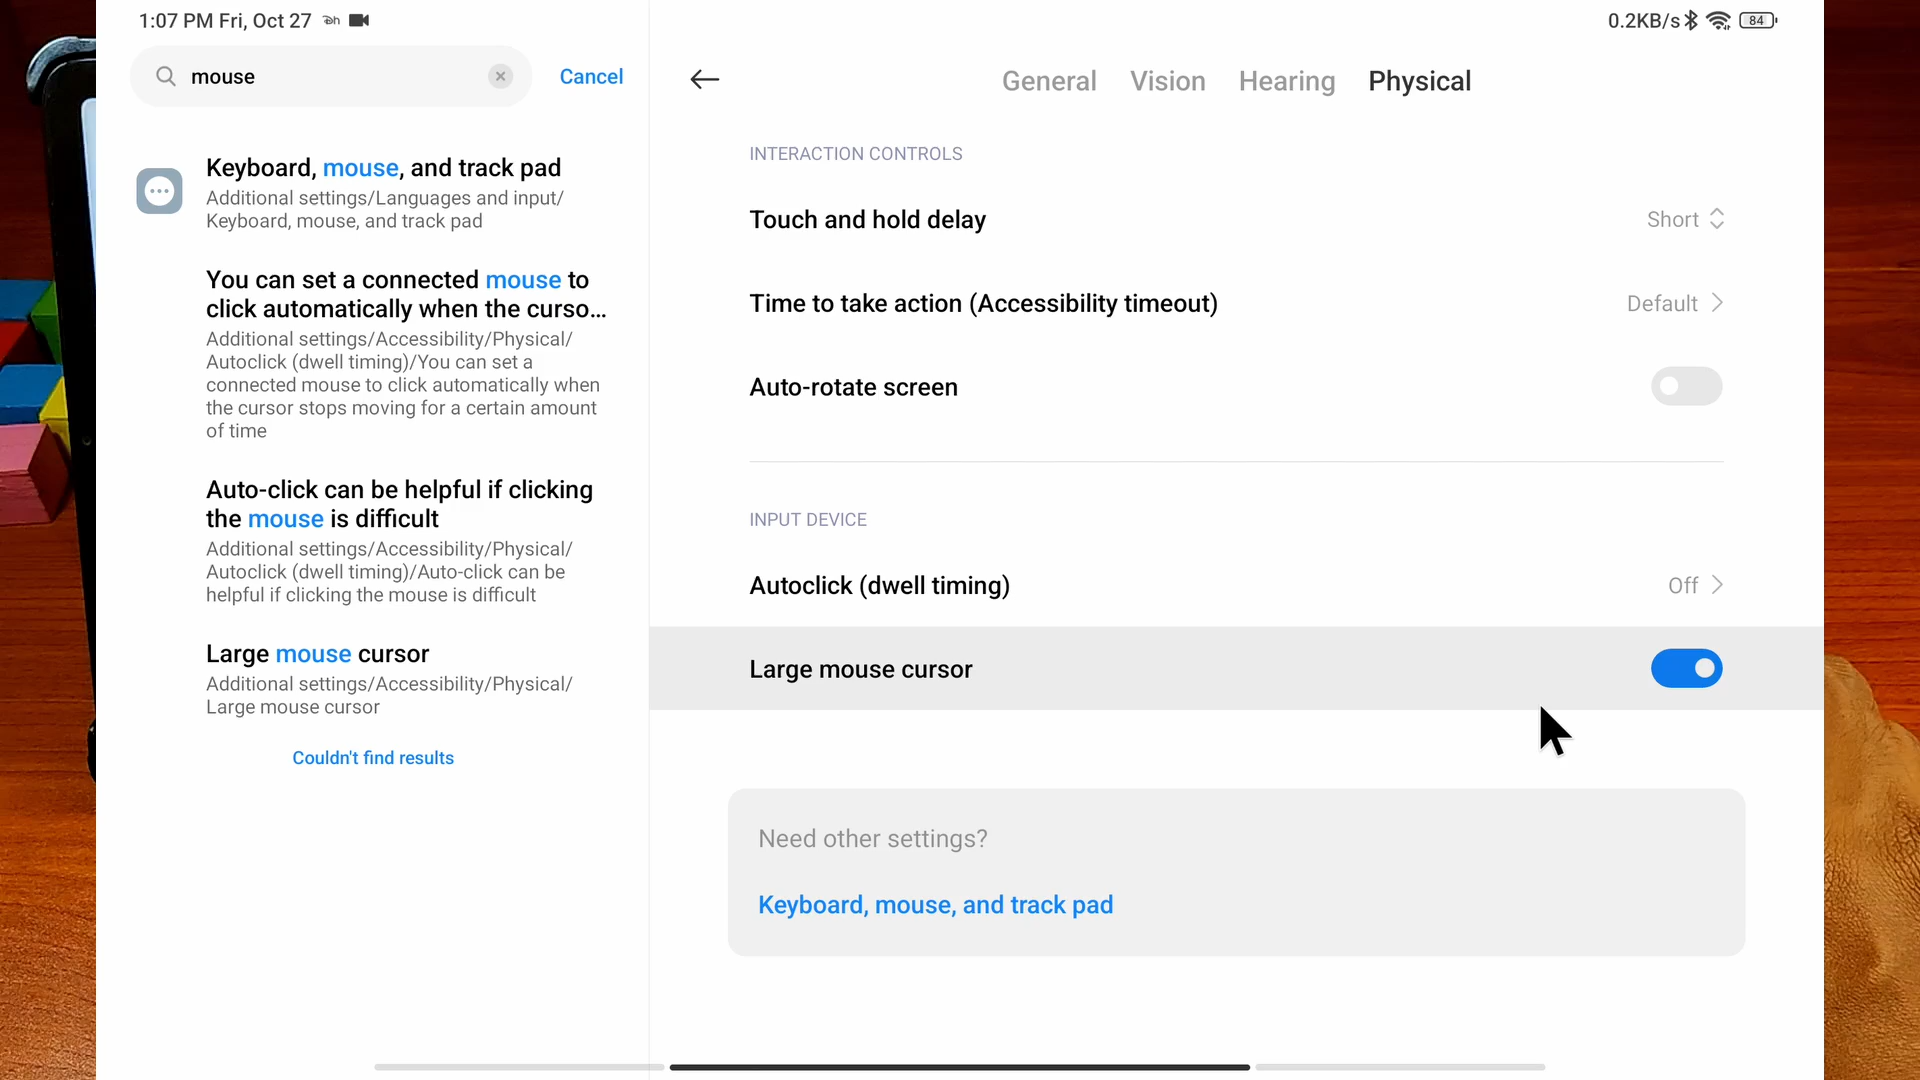 1:07 PM Fri, Oct 27
0.2KB/s
84
mouse
Cancel
Keyboard, mouse, and track pad
Additional settings/Languages and input/
Keyboard, mouse, and track pad
You can set a connected mouse to
click automatically when the curso...
Additional settings/Accessibility/Physical/
Autoclick (dwell timing)/You can set a
connected mouse to click automatically when
the cursor stops moving for a certain amount
of time
Auto-click can be helpful if clicking
the mouse is difficult
Additional settings/Accessibility/Physical/
Autoclick (dwell timing)/Auto-click can be
helpful if clicking the mouse is difficult
Large mouse cursor
Additional settings/Accessibility/Physical/
Large mouse cursor
Couldn't find results
General Vision Hearing Physical
INTERACTION CONTROLS
Touch and hold delay
Short
Time to take action (Accessibility timeout)
Default
Auto-rotate screen
INPUT DEVICE
Autoclick (dwell timing)
Off
Large mouse cursor
Need other settings?
Keyboard, mouse, and track pad